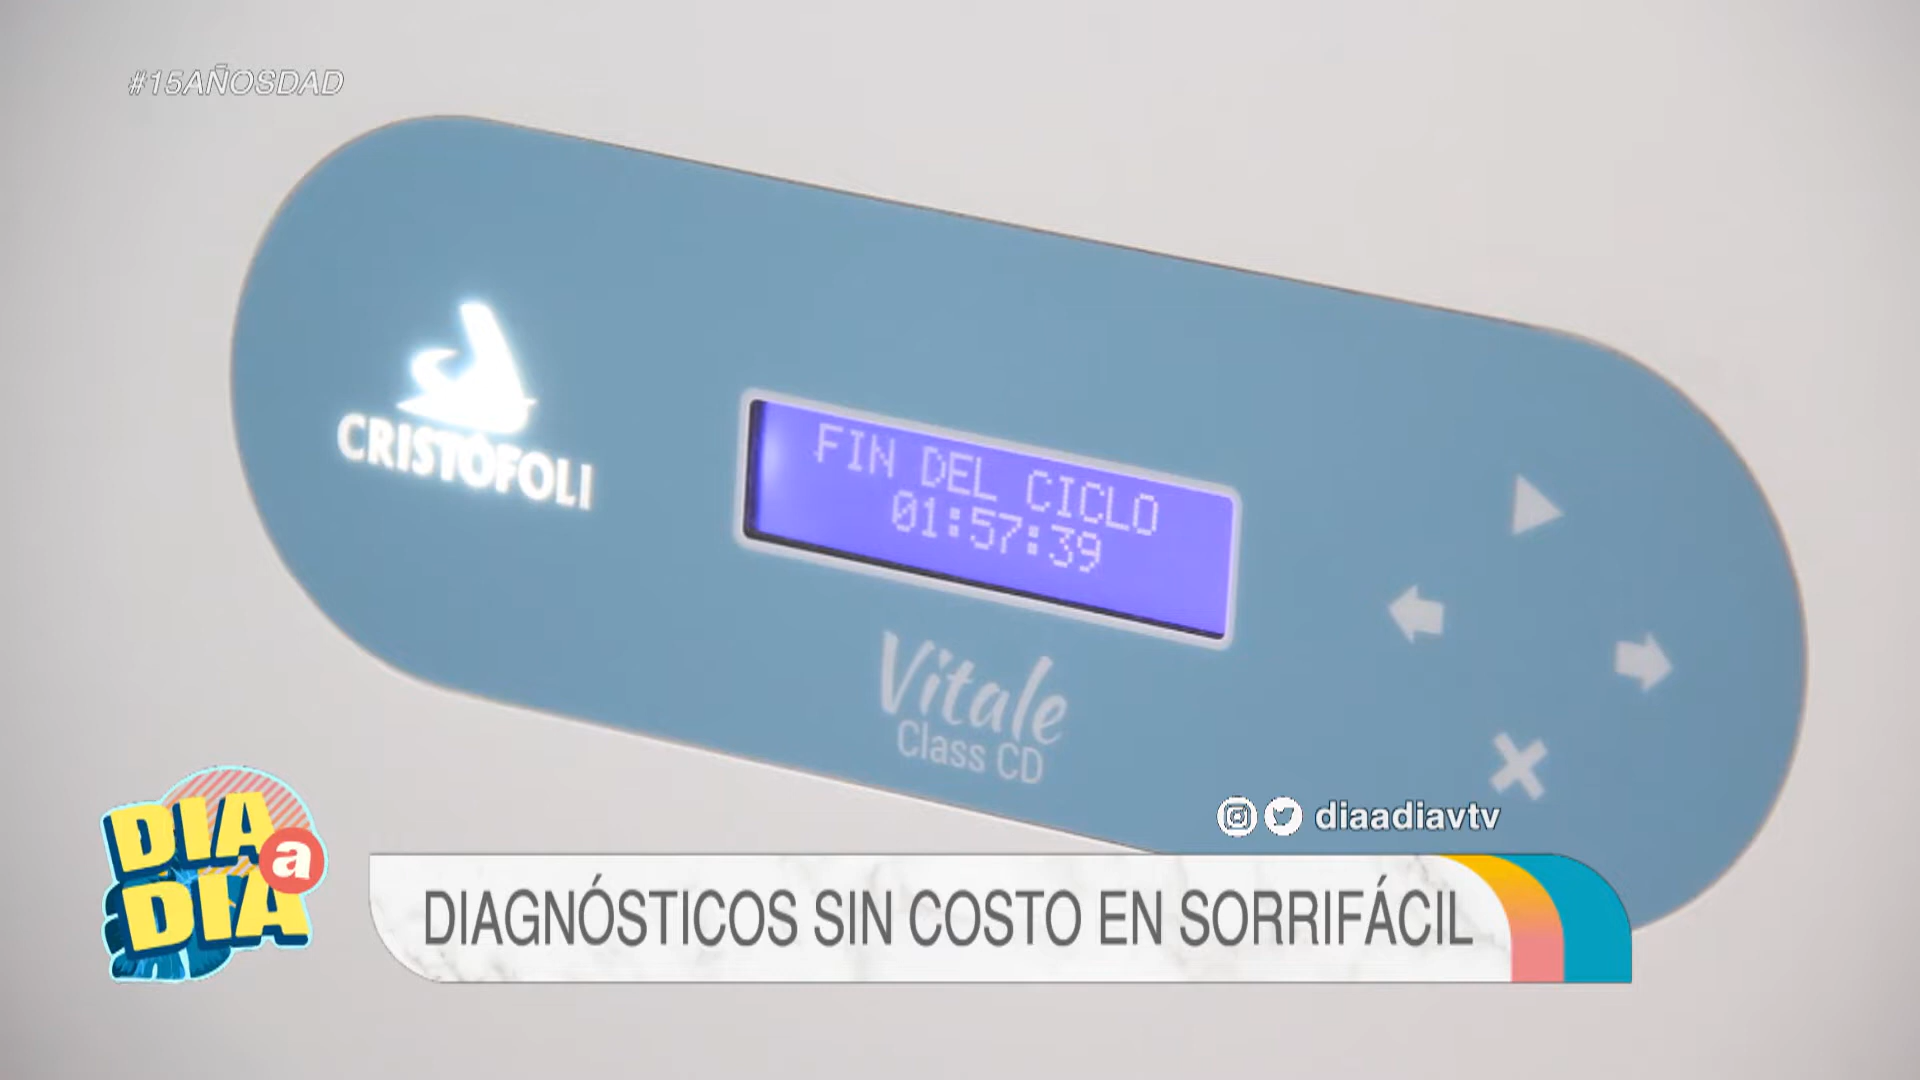 #15AÑOSDAD
CRISTÓFOLI
FIN DEL CICLO
01:57:39
Vitale
Class CD
diaadiavtv
DIA a
DIA
DIAGNÓSTICOS SIN COSTO EN SORRIFÁCIL